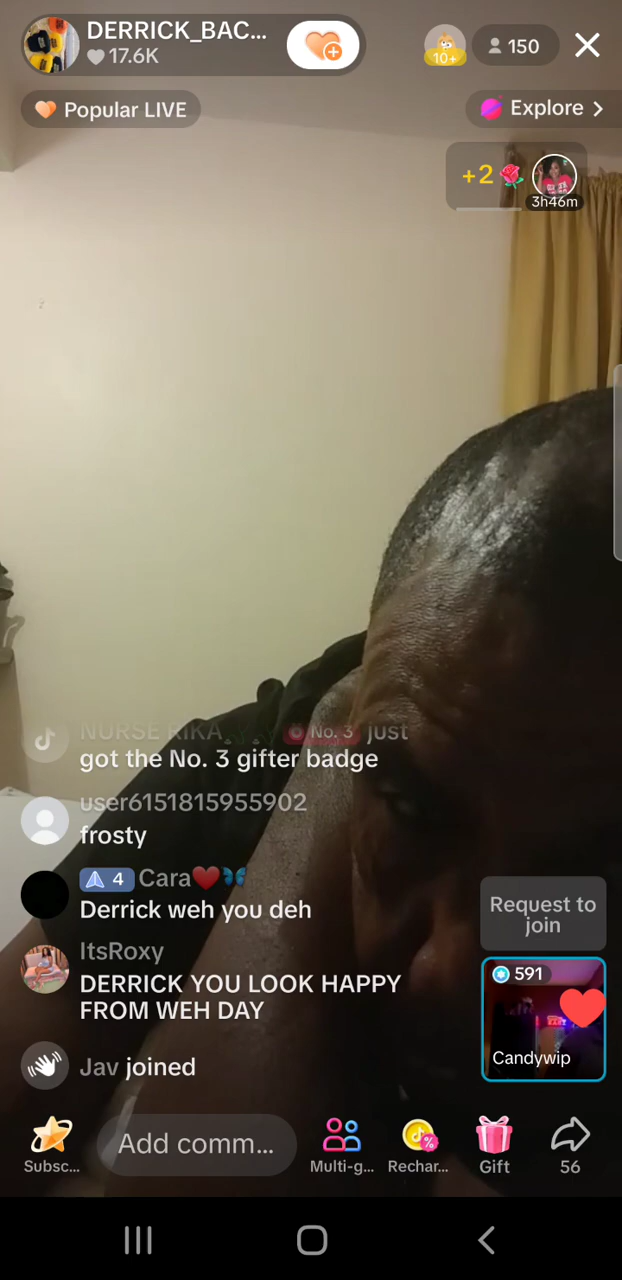 DERRICK_BAC...
17.6K
10+
150
Popular LIVE
Explore
+2
3h46m
NURSE RIKA No. 3 just
got the No. 3 gifter badge
user6151815955902
frosty
4 Cara
Derrick weh you deh
Request to
join
ItsRoxy
DERRICK YOU LOOK HAPPY
FROM WEH DAY
591
Candywip
Jav joined
Add comm...
Subsc...
Multi-g...
Rechar...
Gift
56